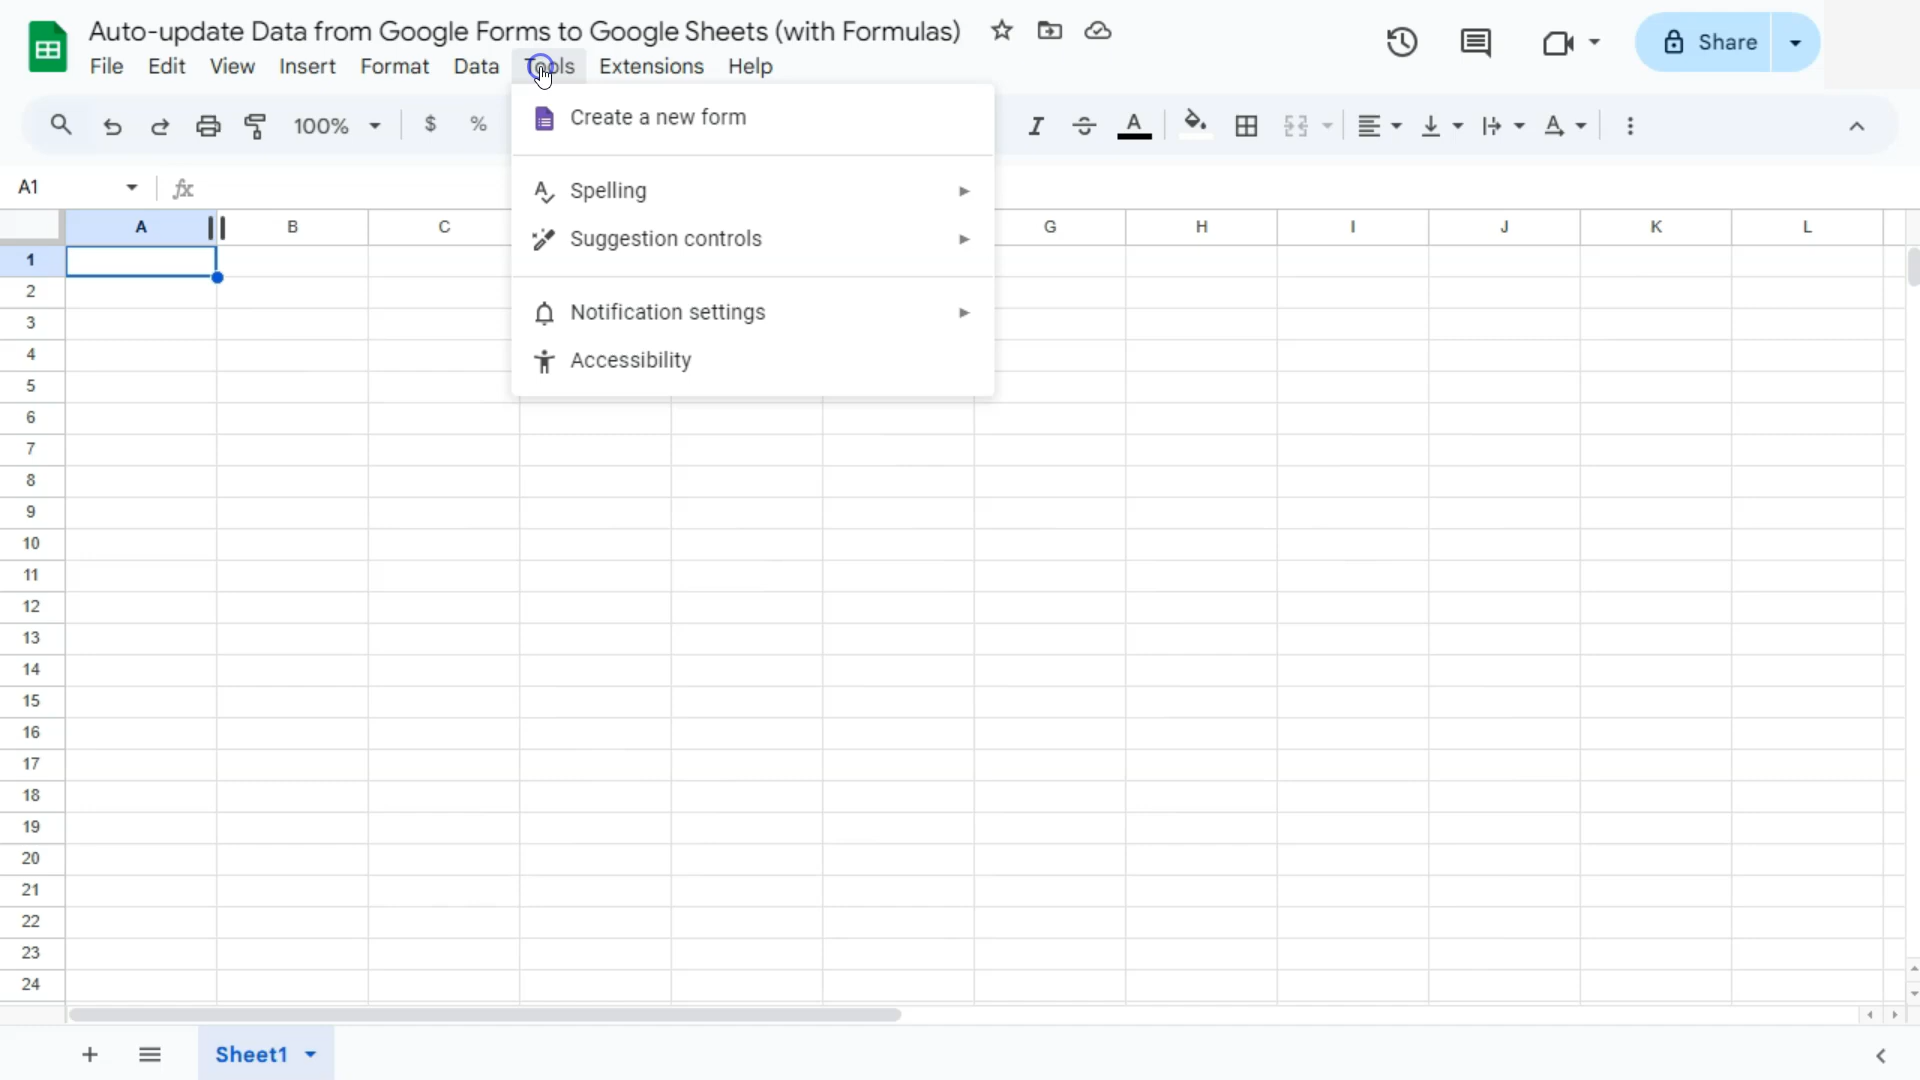 Auto-update Data from Google Forms to Google Sheets (with Formulas)
Share
File Edit View Insert Format Data Tools Extensions Help
100% $ %
A1 fx
Create a new form
Spelling
Suggestion controls
Notification settings
Accessibility
A B C G H I J K L
1
2
3
4
5
6
7
8
9
10
11
12
13
14
15
16
17
18
19
20
21
22
23
24
Sheet1